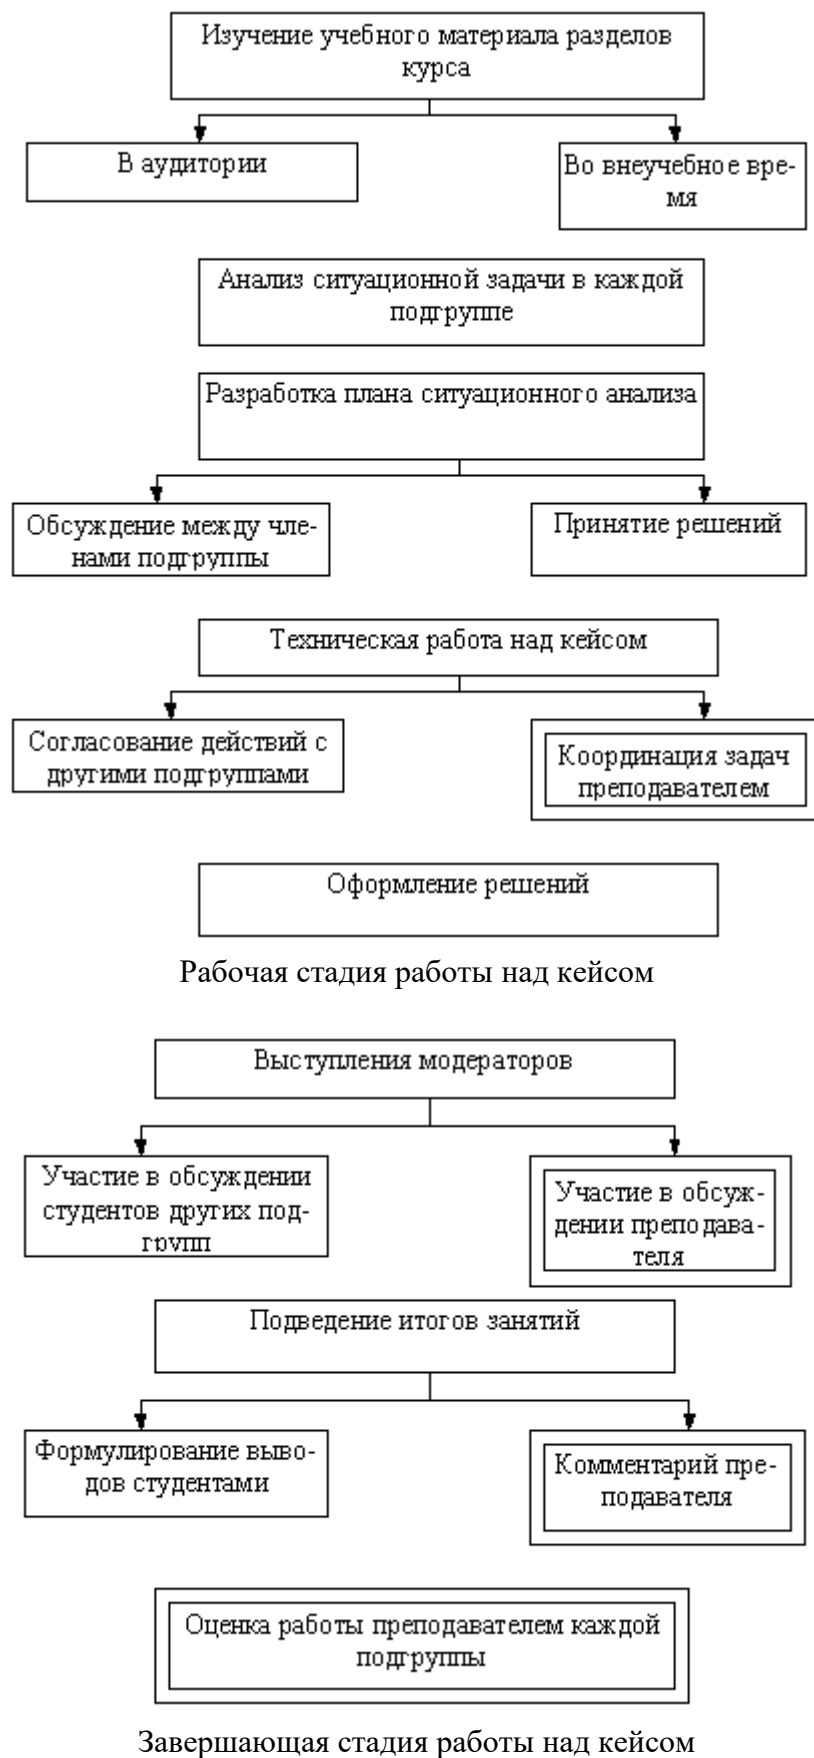 Изучение учебного материала разделов
курса
В аудитории
Во внеучебное вре-
мя
Анализ ситуационной задачи в каждой
подгруппе
Разработка плана ситуационного анализа
Обсуждение между чле-
нами подгруппы
Принятие решений
Техническая работа над кейсом
Согласование действий с
другими подгруппами
Координация задач
преподавателем
Оформление решений
Рабочая стадия работы над кейсом
Выступления модераторов
Участие в обсуждении
студентов других под-
групп
Участие в обсуж-
дении преподава-
теля
Подведение итогов занятий
Формулирование выво-
дов студентами
Комментарий пре-
подавателя
Оценка работы преподавателем каждой
подгруппы
Завершающая стадия работы над кейсом